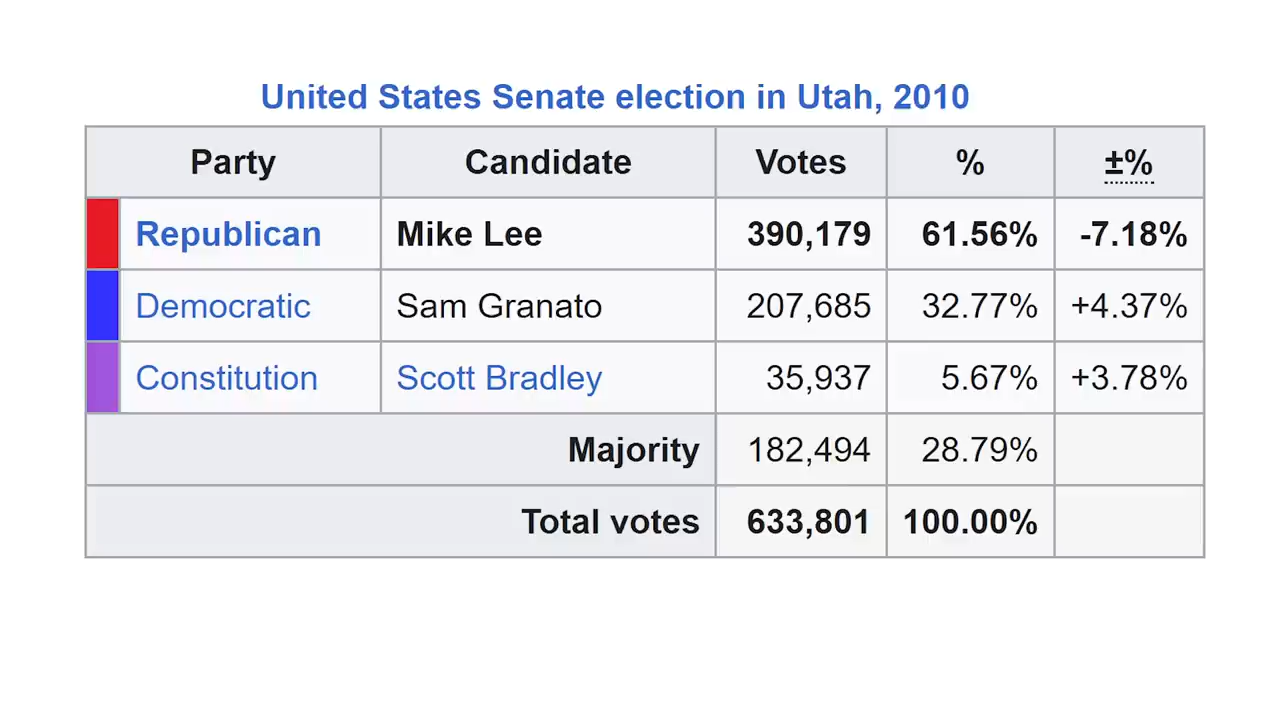 United States Senate election in Utah, 2010
Party Candidate Votes % ±%
Republican Mike Lee 390,179 61.56% -7.18%
Democratic Sam Granato 207,685 32.77% +4.37%
Constitution Scott Bradley 35,937 5.67% +3.78%
Majority 182,494 28.79%
Total votes 633,801 100.00%